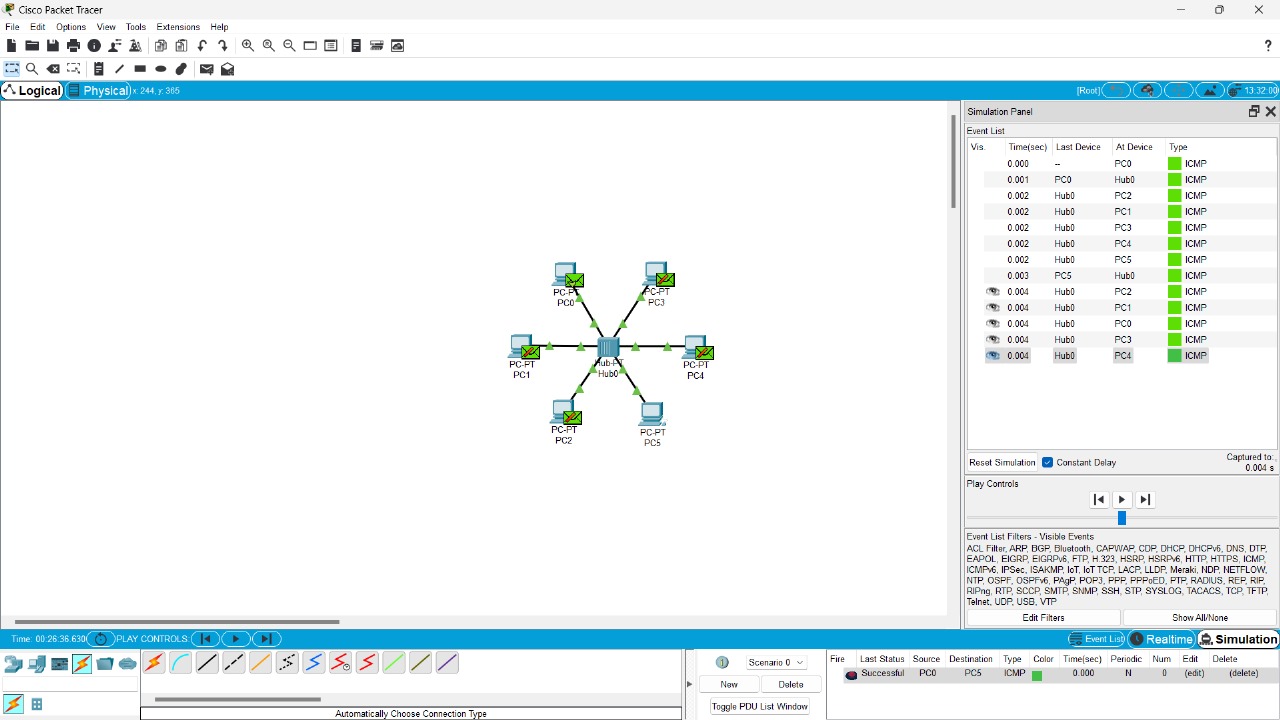 Cisco Packet Tracer
File Edit Options View Tools Extensions Help
Logical Physical x: 244, y: 365 [Root] 13:32:00
Simulation Panel
Event List
Vis. Time(sec) Last Device At Device Type
0.000 -- PC0 ICMP
0.001 PC0 Hub0 ICMP
0.002 Hub0 PC2 ICMP
0.002 Hub0 PC1 ICMP
0.002 Hub0 PC3 ICMP
0.002 Hub0 PC4 ICMP
0.002 Hub0 PC5 ICMP
0.003 PC5 Hub0 ICMP
0.004 Hub0 PC2 ICMP
0.004 Hub0 PC1 ICMP
0.004 Hub0 PC0 ICMP
0.004 Hub0 PC3 ICMP
0.004 Hub0 PC4 ICMP
PC-PT
PC0
PC-PT
PC3
PC-PT
PC1
Hub-PT
Hub0
PC-PT
PC4
PC-PT
PC2
PC-PT
PC5
Reset Simulation Constant Delay Captured to:
0.004 s
Play Controls
Event List Filters - Visible Events
ACL Filter, ARP, BGP, Bluetooth, CAPWAP, CDP, DHCP, DHCPv6, DNS, DTP,
EAPOL, EIGRP, EIGRPv6, FTP, H.323, HSRP, HSRPv6, HTTP, HTTPS, ICMP,
ICMPv6, IPSec, ISAKMP, IoT, IoT TCP, LACP, LLDP, Meraki, NDP, NETFLOW,
NTP, OSPF, OSPFv6, PAgP, POP3, PPP, PPPoED, PTP, RADIUS, REP, RIP,
RIPng, RTP, SCCP, SMTP, SNMP, SSH, STP, SYSLOG, TACACS, TCP, TFTP,
Telnet, UDP, USB, VTP
Edit Filters Show All/None
Time: 00:26:36.630 PLAY CONTROLS: Event List Realtime Simulation
Scenario 0
New Delete
Toggle PDU List Window
Fire Last Status Source Destination Type Color Time(sec) Periodic Num Edit Delete
Successful PC0 PC5 ICMP 0.000 N 0 (edit) (delete)
Automatically Choose Connection Type